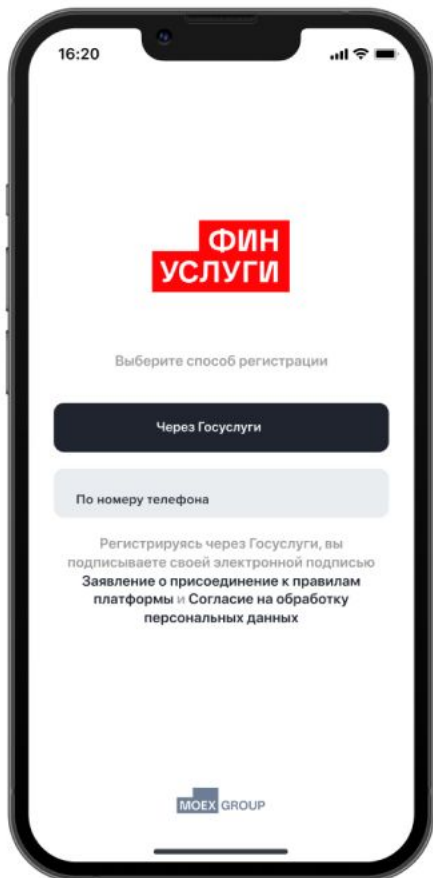 16:20
ФИН
УСЛУГИ
Выберите способ регистрации
Через Госуслуги
По номеру телефона
Регистрируясь через Госуслуги, вы
подписываете своей электронной подписью
Заявление о присоединение к правилам
платформы и Согласие на обработку
персональных данных
MOEX GROUP